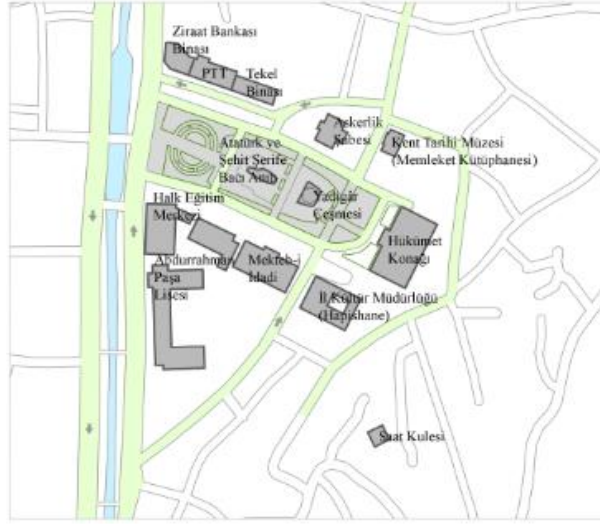 Ziraat Bankası
Binası
PTT
Tekel
Binası
Askerlik
Şubesi
Kent Tarihi Müzesi
(Memleket Kütüphanesi)
Atatürk ve
Şehit Şerife
Bacı Anıtı
Yadigâr
Çeşmesi
Halk Eğitim
Merkezi
Hükümet
Konağı
Abdurrahman
Paşa
Lisesi
Mekteb-i
İdadi
İl Kültür Müdürlüğü
(Hapishane)
Saat Kulesi